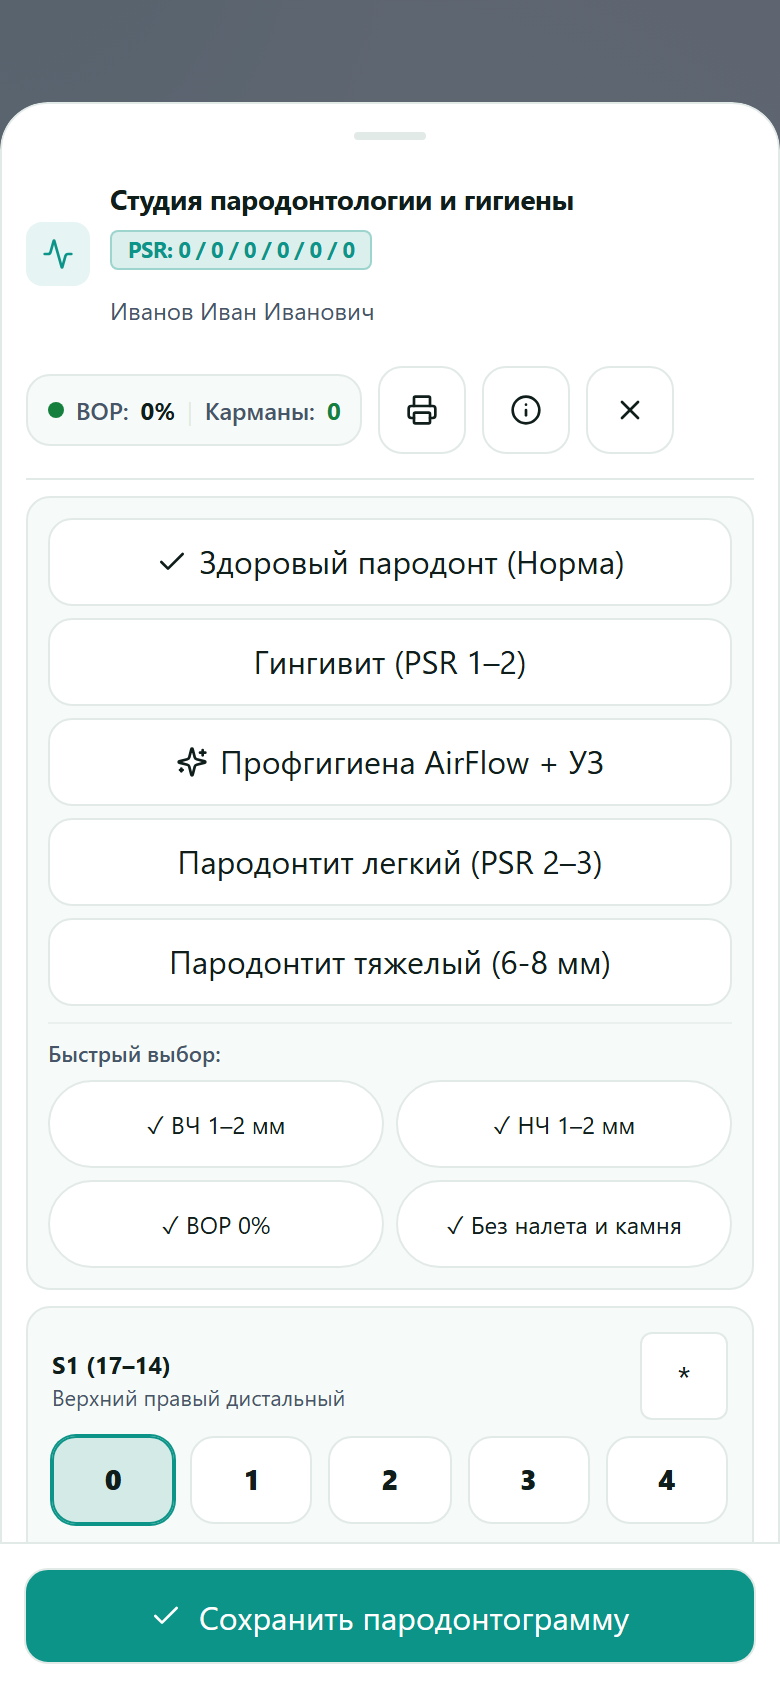 Студия пародонтологии и гигиены
PSR: 0 / 0 / 0 / 0 / 0 / 0
Иванов Иван Иванович
BOP: 0% Карманы: 0
Здоровый пародонт (Норма)
Гингивит (PSR 1–2)
Профгигиена AirFlow + УЗ
Пародонтит легкий (PSR 2–3)
Пародонтит тяжелый (6-8 мм)
Быстрый выбор:
✓ ВЧ 1–2 мм
✓ НЧ 1–2 мм
✓ BOP 0%
✓ Без налета и камня
S1 (17–14)
*
Верхний правый дистальный
0 1 2 3 4
Сохранить пародонтограмму